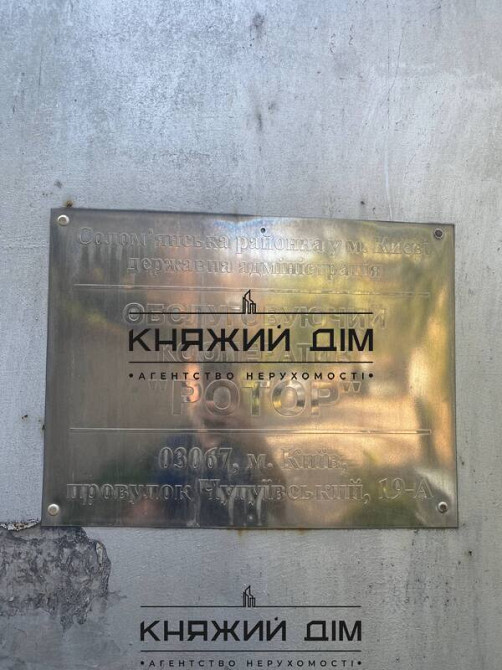 Солом'янська районна у м. Києві
державна адміністрація
ОБСЛУГОВУЮЧИЙ
КООПЕРАТИВ
"РОТОР"
03067, м. Київ,
провулок Чугуївський, 19-А
КНЯЖИЙ ДІМ
•АГЕНТСТВО НЕРУХОМОСТІ•
КНЯЖИЙ ДІМ
•АГЕНТСТВО НЕРУХОМОСТІ•